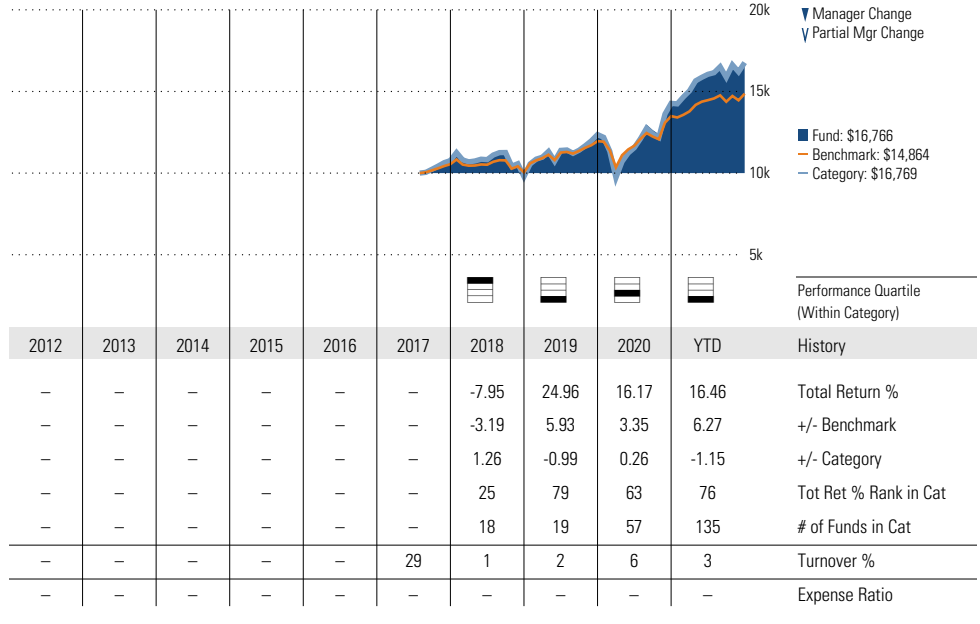 20k
15k
10k
5k
Manager Change
Partial Mgr Change
Fund: $16,766
Benchmark: $14,864
Category: $16,769
Performance Quartile
(Within Category)
2012 2013 2014 2015 2016 2017 2018 2019 2020 YTD History
– – – – – – -7.95 24.96 16.17 16.46 Total Return %
– – – – – – -3.19 5.93 3.35 6.27 +/- Benchmark
– – – – – – 1.26 -0.99 0.26 -1.15 +/- Category
– – – – – – 25 79 63 76 Tot Ret % Rank in Cat
– – – – – – 18 19 57 135 # of Funds in Cat
– – – – – 29 1 2 6 3 Turnover %
– – – – – – – – – – Expense Ratio